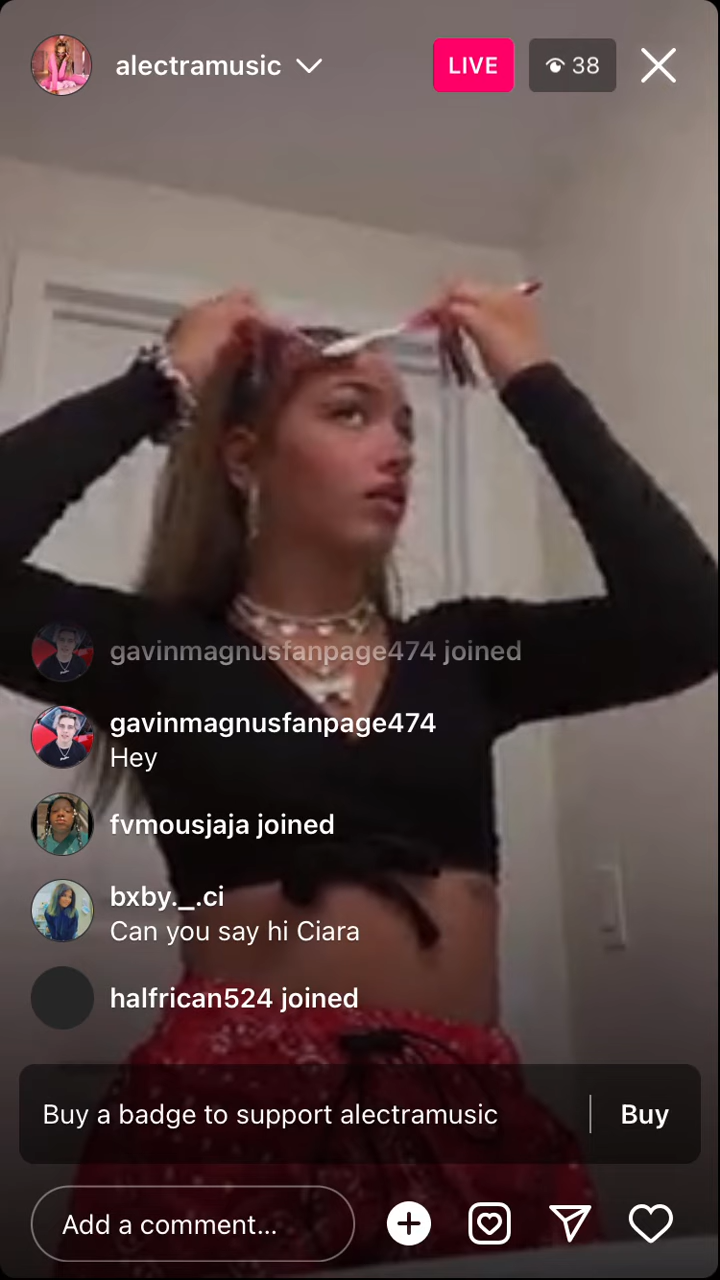 alectramusic
LIVE
38
gavinmagnusfanpage474 joined
gavinmagnusfanpage474
Hey
fvmousjaja joined
bxby._.ci
Can you say hi Ciara
halfrican524 joined
Buy a badge to support alectramusic
Buy
Add a comment...